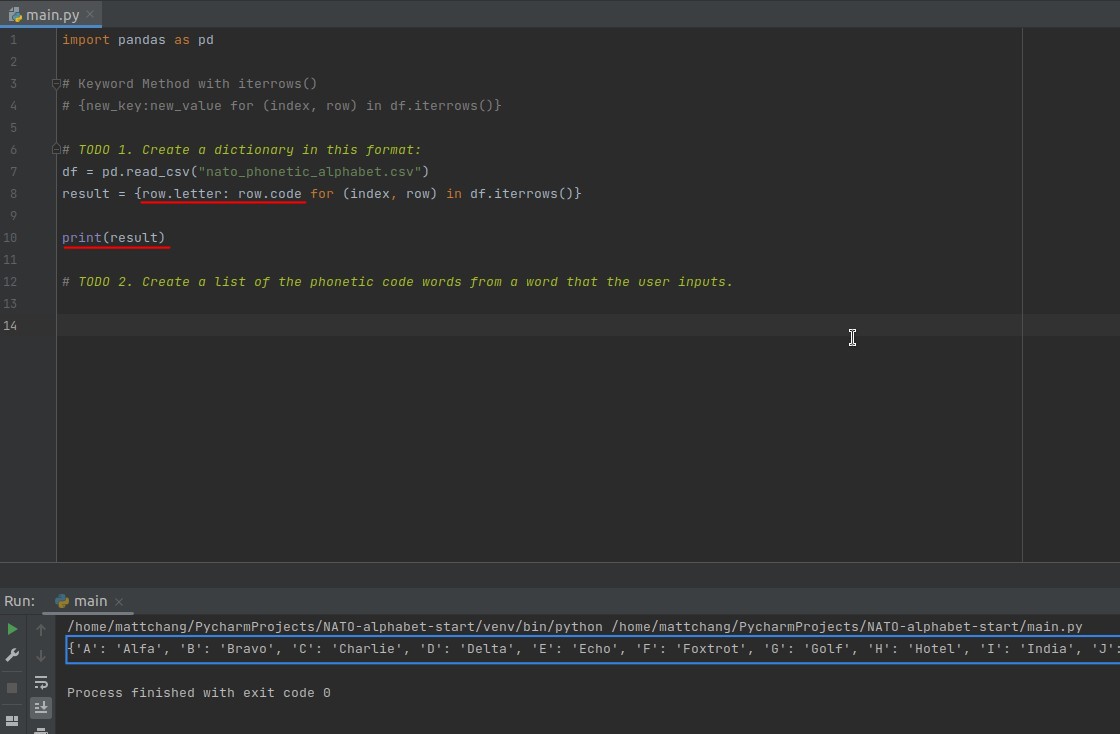 main.py
1 import pandas as pd
2
3 # Keyword Method with iterrows()
4 # {new_key:new_value for (index, row) in df.iterrows()}
5
6 # TODO 1. Create a dictionary in this format:
7 df = pd.read_csv("nato_phonetic_alphabet.csv")
8 result = {row.letter: row.code for (index, row) in df.iterrows()}
9
10 print(result)
11
12 # TODO 2. Create a list of the phonetic code words from a word that the user inputs.
13
14
Run: main
/home/mattchang/PycharmProjects/NATO-alphabet-start/venv/bin/python /home/mattchang/PycharmProjects/NATO-alphabet-start/main.py
{'A': 'Alfa', 'B': 'Bravo', 'C': 'Charlie', 'D': 'Delta', 'E': 'Echo', 'F': 'Foxtrot', 'G': 'Golf', 'H': 'Hotel', 'I': 'India', 'J':
Process finished with exit code 0